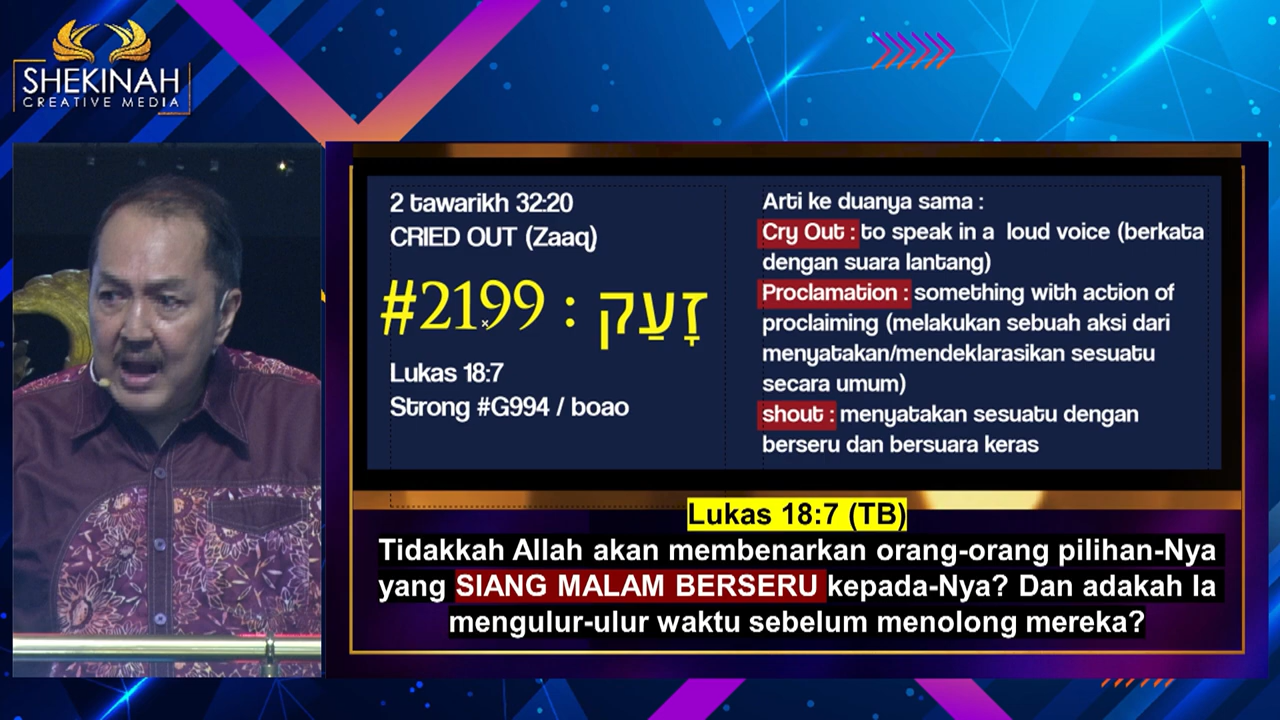 SHEKINAH
CREATIVE MEDIA
2 tawarikh 32:20
CRIED OUT (Zaaq)
#2199 : זָעַק
Lukas 18:7
Strong #G994 / boao
Arti ke duanya sama :
Cry Out : to speak in a loud voice (berkata
dengan suara lantang)
Proclamation : something with action of
proclaiming (melakukan sebuah aksi dari
menyatakan/mendeklarasikan sesuatu
secara umum)
shout : menyatakan sesuatu dengan
berseru dan bersuara keras
Lukas 18:7 (TB)
Tidakkah Allah akan membenarkan orang-orang pilihan-Nya
yang SIANG MALAM BERSERU kepada-Nya? Dan adakah Ia
mengulur-ulur waktu sebelum menolong mereka?